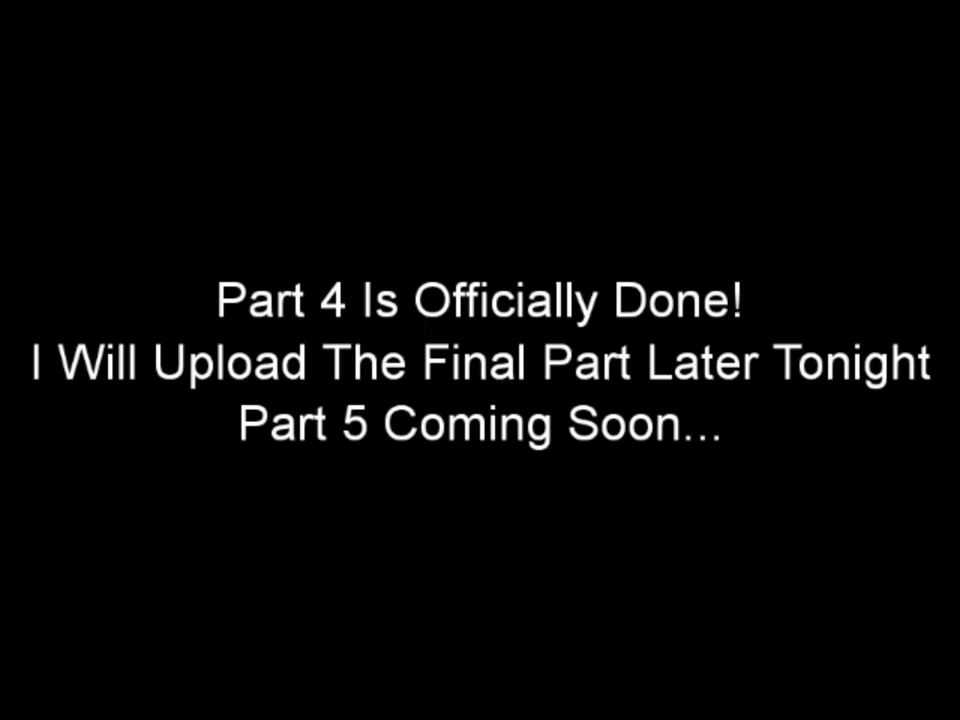 Part 4 Is Officially Done!
I Will Upload The Final Part Later Tonight
Part 5 Coming Soon...